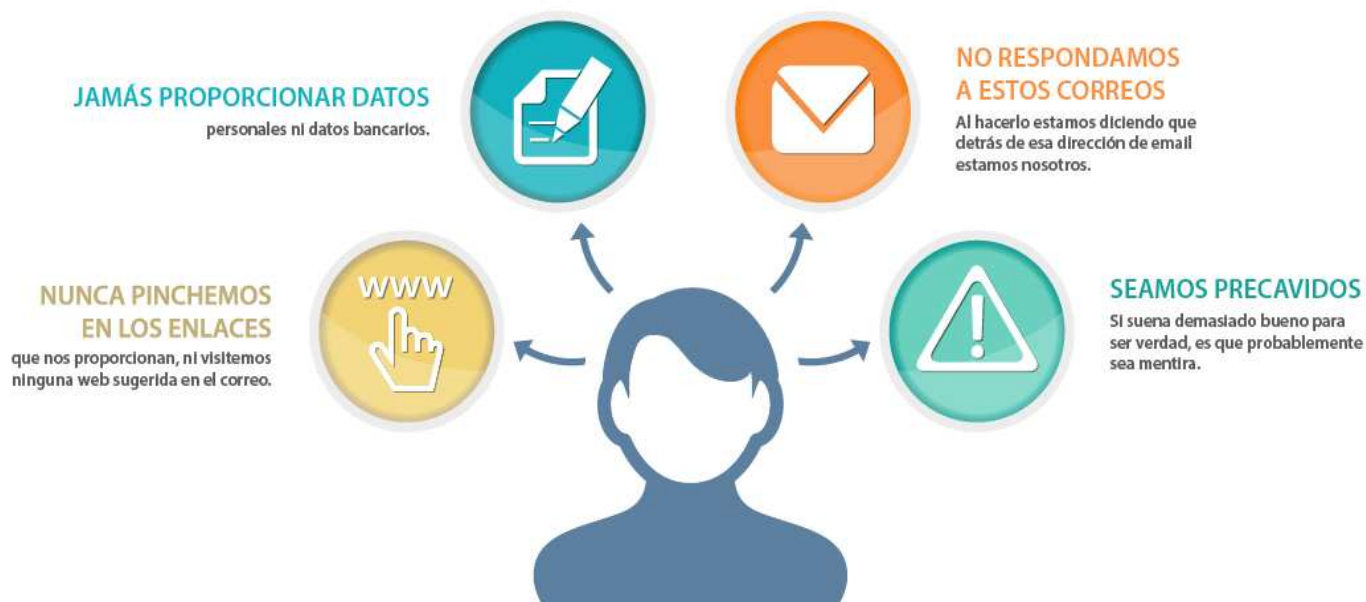 JAMÁS PROPORCIONAR DATOS
personales ni datos bancarios.
NO RESPONDAMOS
A ESTOS CORREOS
Al hacerlo estamos diciendo que
detrás de esa dirección de email
estamos nosotros.
NUNCA PINCHEMOS
EN LOS ENLACES
que nos proporcionan, ni visitemos
ninguna web sugerida en el correo.
WWW
SEAMOS PRECAVIDOS
Si suena demasiado bueno para
ser verdad, es que probablemente
sea mentira.